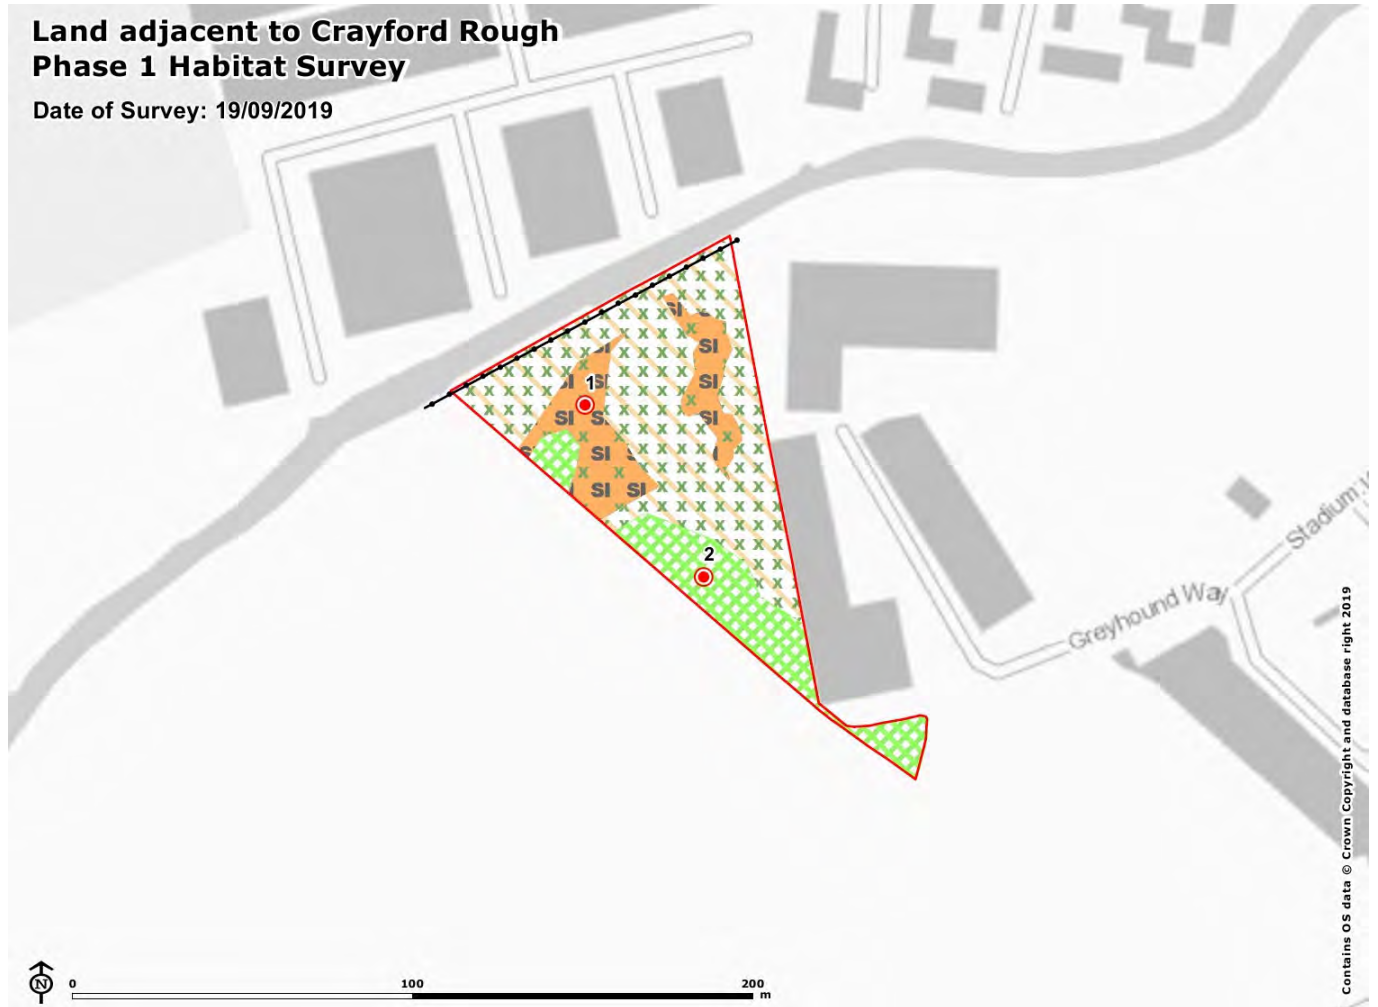 Land adjacent to Crayford Rough
Phase 1 Habitat Survey
Date of Survey: 19/09/2019
SI
SI
SI
SI
1
SI
SI
SI
SI
SI
SI
SI
2
Greyhound Way
Stadium
N
0
100
200
m
Contains OS data © Crown Copyright and database right 2019